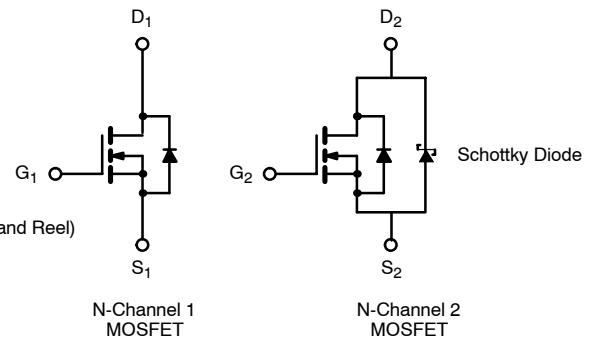 D1
D2
G1
G2
Schottky Diode
and Reel)
S1
S2
N-Channel 1
MOSFET
N-Channel 2
MOSFET